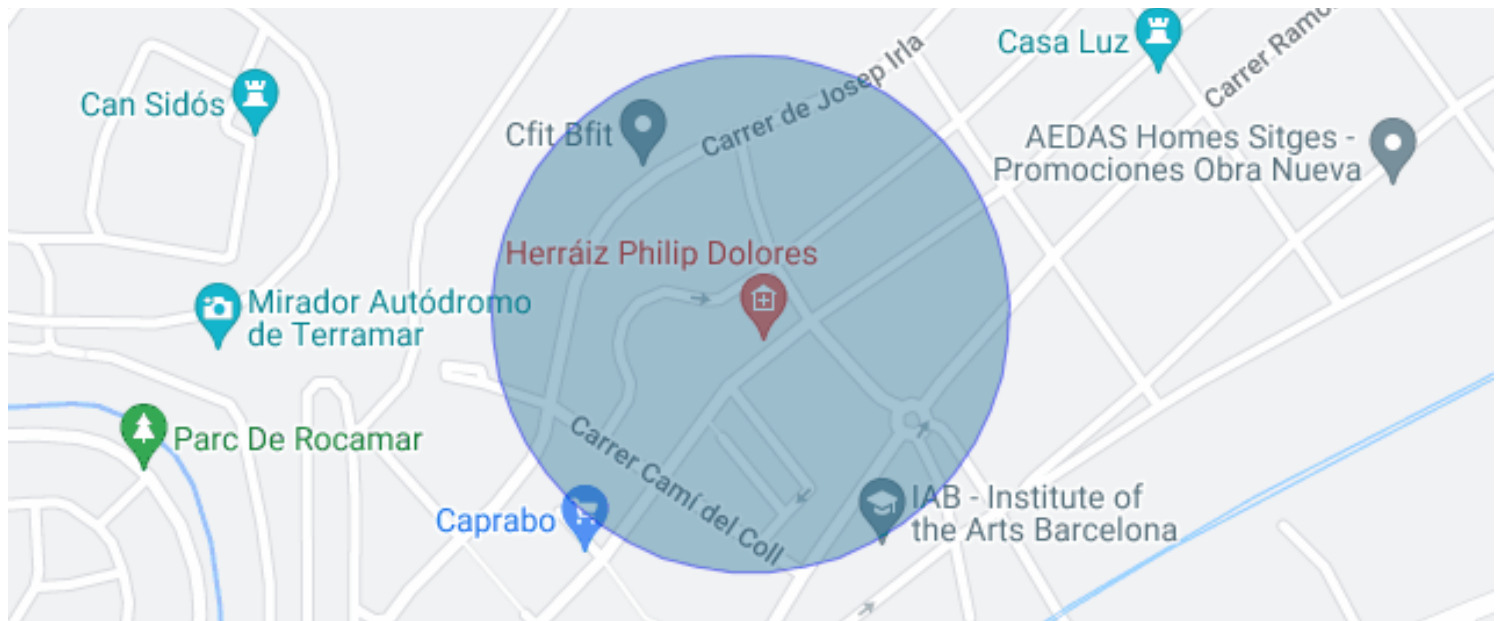 Casa Luz
Can Sidós
Cfit Bfit
Carrer de Josep Irla
Carrer Ramo
AEDAS Homes Sitges -
Promociones Obra Nueva
Herráiz Philip Dolores
Mirador Autódromo
de Terramar
Parc De Rocamar
Carrer Camí del Coll
Caprabo
IAB - Institute of
the Arts Barcelona